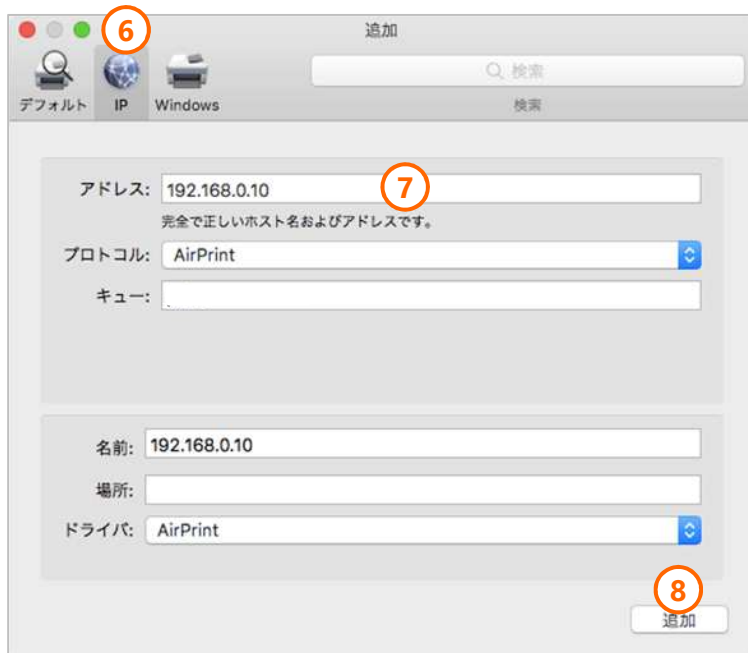 ⑥
追加
デフォルト IP Windows
検索
検索
アドレス: 192.168.0.10 ⑦
完全で正しいホスト名およびアドレスです。
プロトコル: AirPrint
キュー:
名前: 192.168.0.10
場所:
ドライバ: AirPrint
⑧
追加